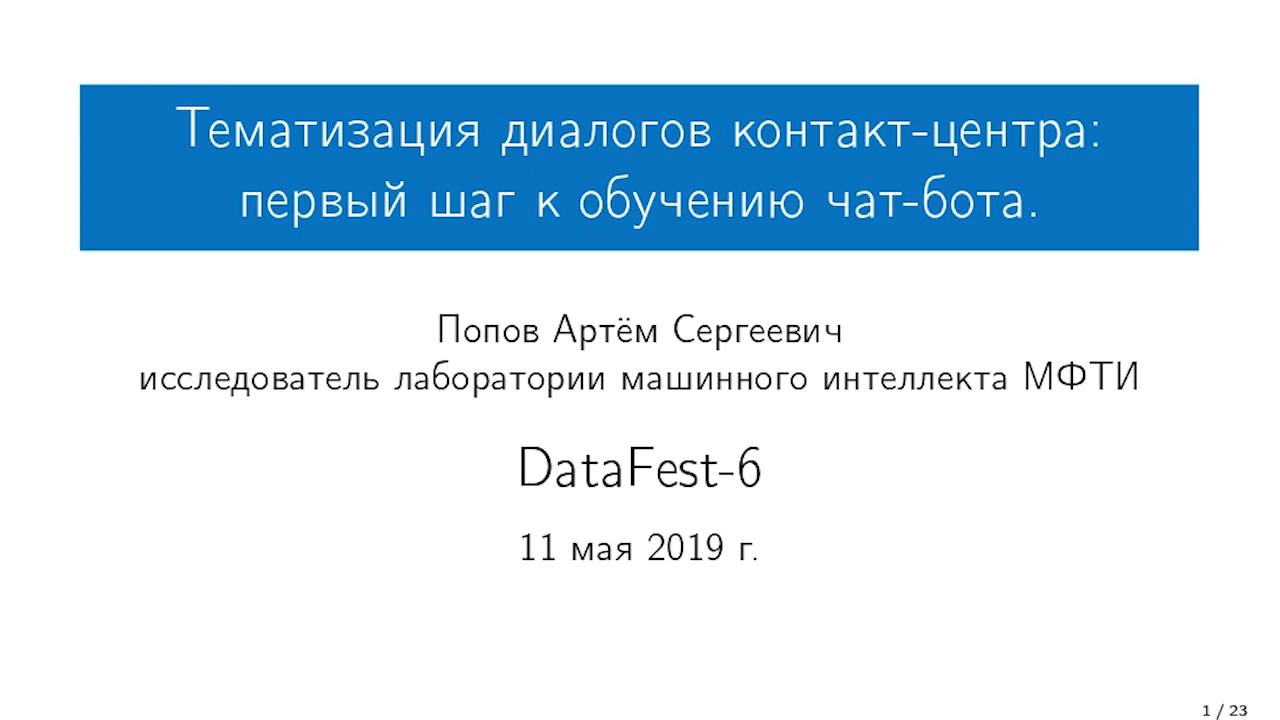 Тематизация диалогов контакт-центра:
первый шаг к обучению чат-бота.
Попов Артём Сергеевич
исследователь лаборатории машинного интеллекта МФТИ
DataFest-6
11 мая 2019 г.
1 / 23